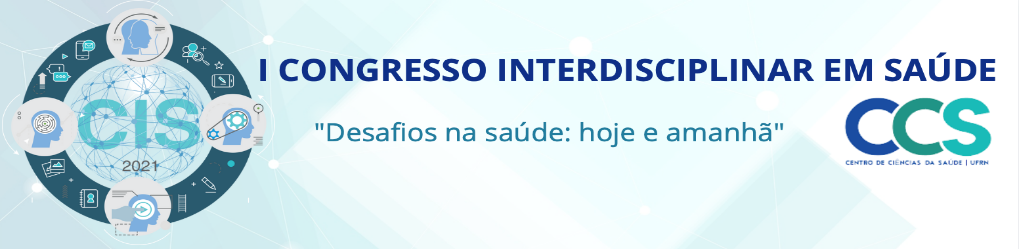 CIS
2021
I CONGRESSO INTERDISCIPLINAR EM SAÚDE
"Desafios na saúde: hoje e amanhã"
CCS
CENTRO DE CIÊNCIAS DA SAÚDE | UFRN